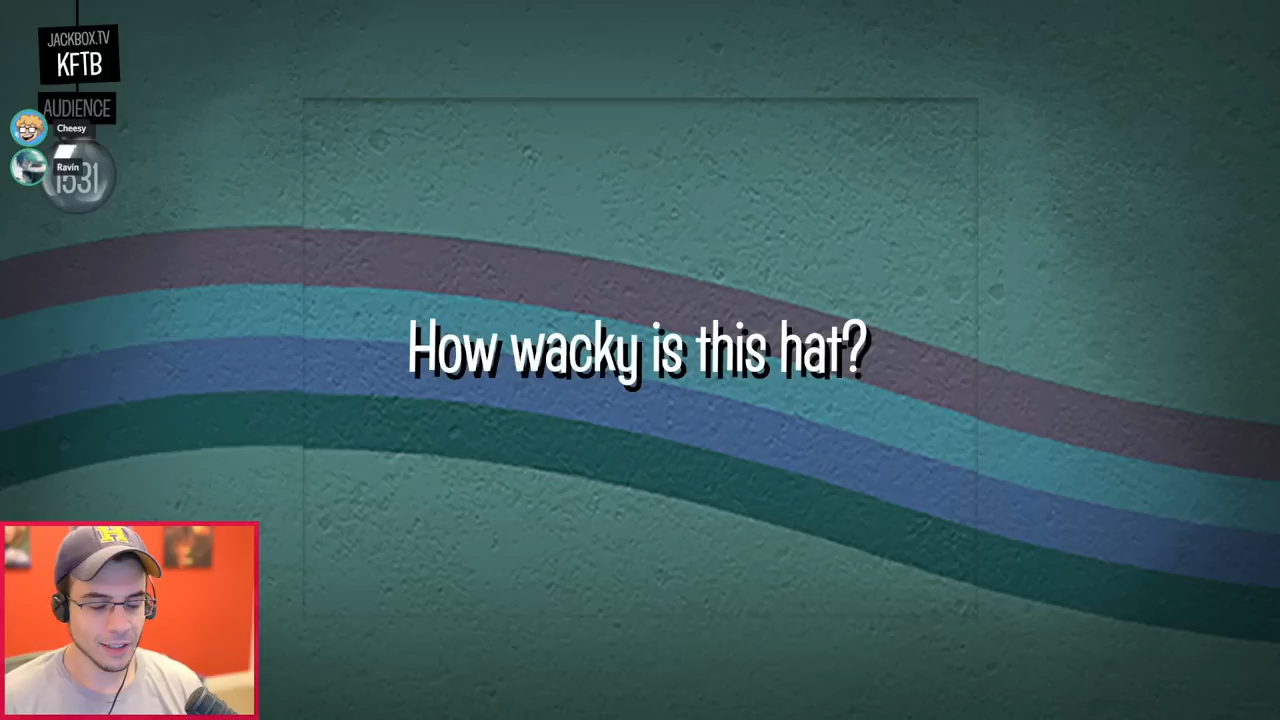 JACKBOX.TV
KFTB
AUDIENCE
Cheesy
Ravin
1531
How wacky is this hat?
H